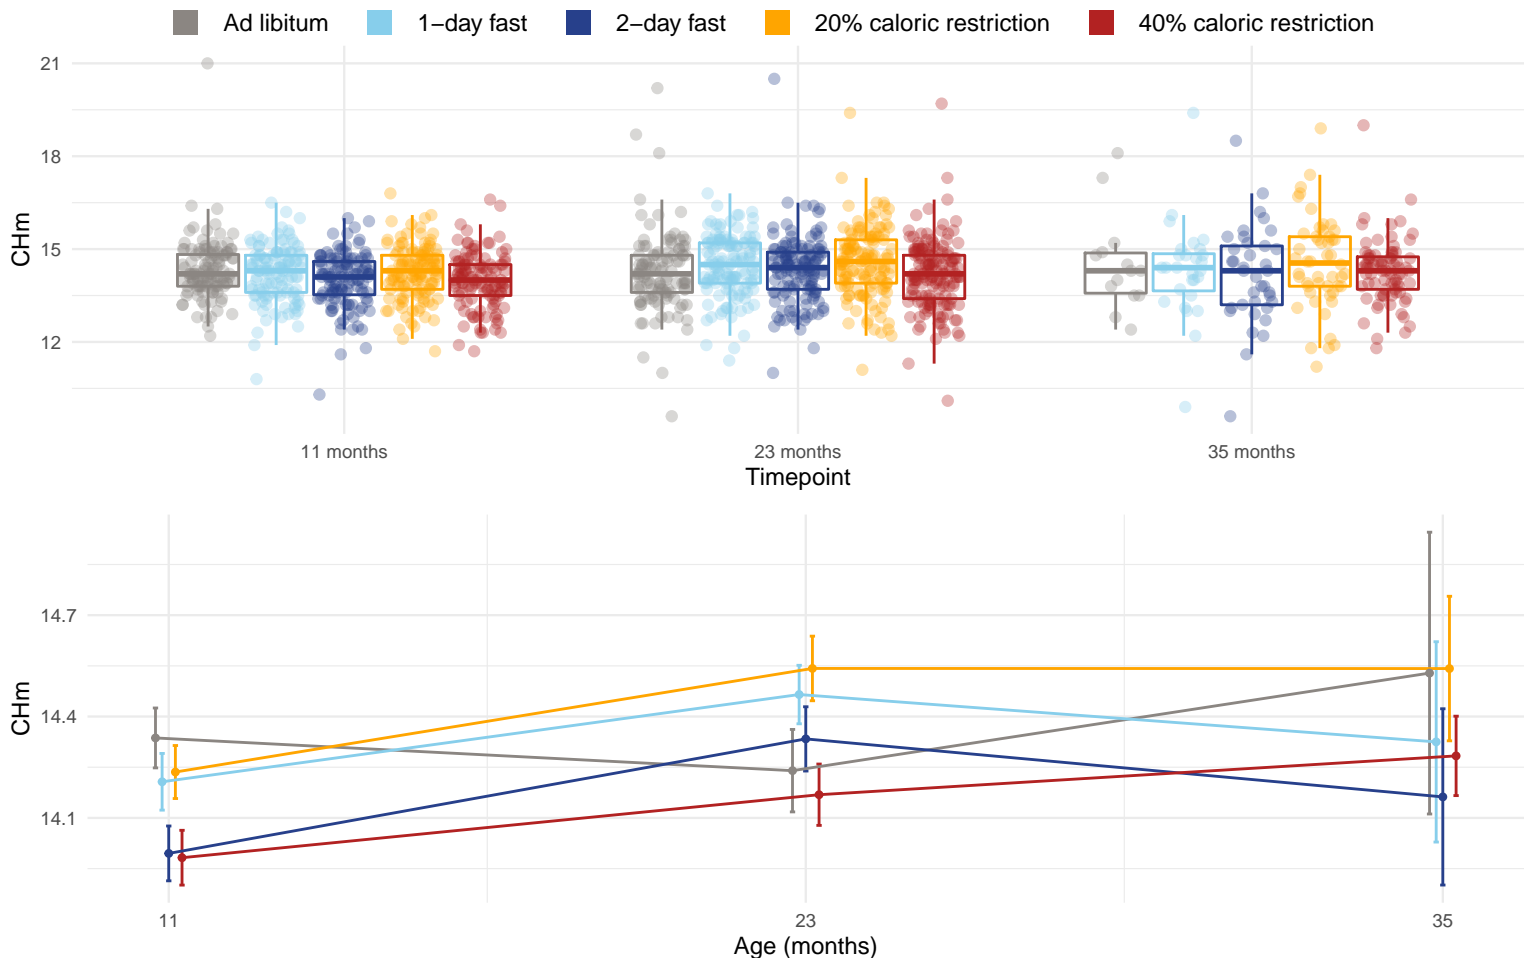 Ad libitum 1−day fast 2−day fast 20% caloric restriction 40% caloric restriction
21
18
15
12
CHm
11 months 23 months 35 months
Timepoint
14.7
14.4
14.1
CHm
11 23 35
Age (months)